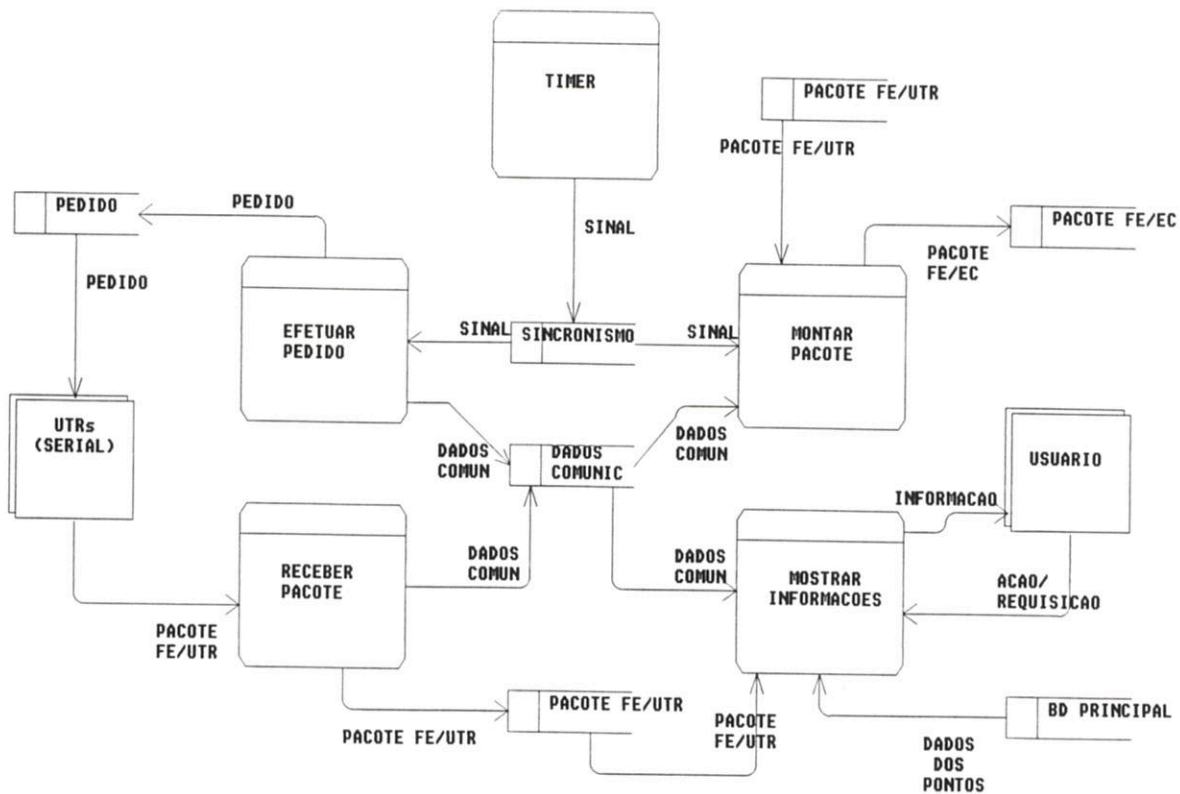 TIMER
PACOTE FE/UTR
PACOTE FE/UTR
PEDIDO
PEDIDO
SINAL
PACOTE FE/EC
PACOTE
FE/EC
PEDIDO
EFETUAR
PEDIDO
SINAL
SINCRONISMO
SINAL
MONTAR
PACOTE
UTRs
(SERIAL)
DADOS
COMUN
DADOS
COMUNIC
DADOS
COMUN
USUARIO
INFORMACAO
RECEBER
PACOTE
DADOS
COMUN
DADOS
COMUN
MOSTRAR
INFORMACOES
ACAO/
REQUISICAO
PACOTE
FE/UTR
PACOTE FE/UTR
PACOTE FE/UTR
PACOTE
FE/UTR
BD PRINCIPAL
DADOS
DOS
PONTOS